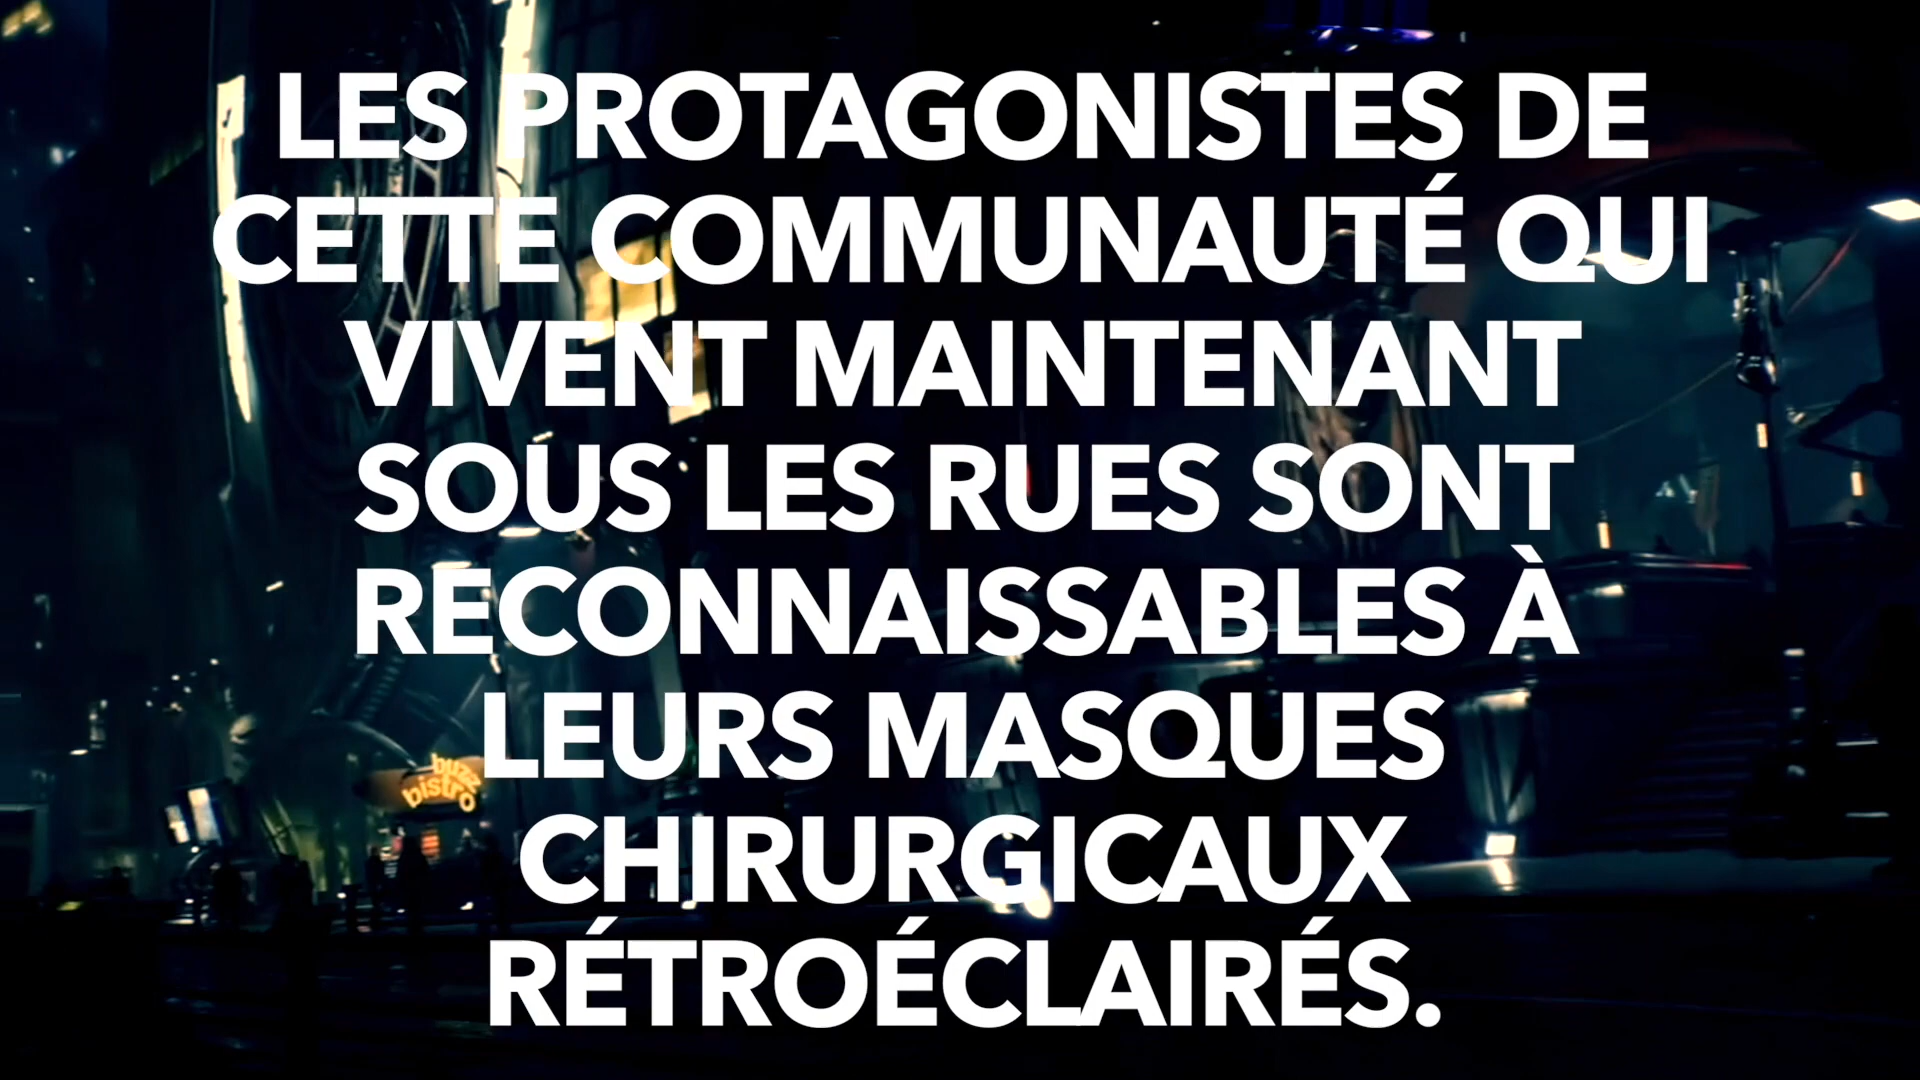 LES PROTAGONISTES DE
CETTE COMMUNAUTÉ QUI
VIVENT MAINTENANT
SOUS LES RUES SONT
RECONNAISSABLES À
LEURS MASQUES
CHIRURGICAUX
RÉTROÉCLAIRÉS.
buzz
bistro